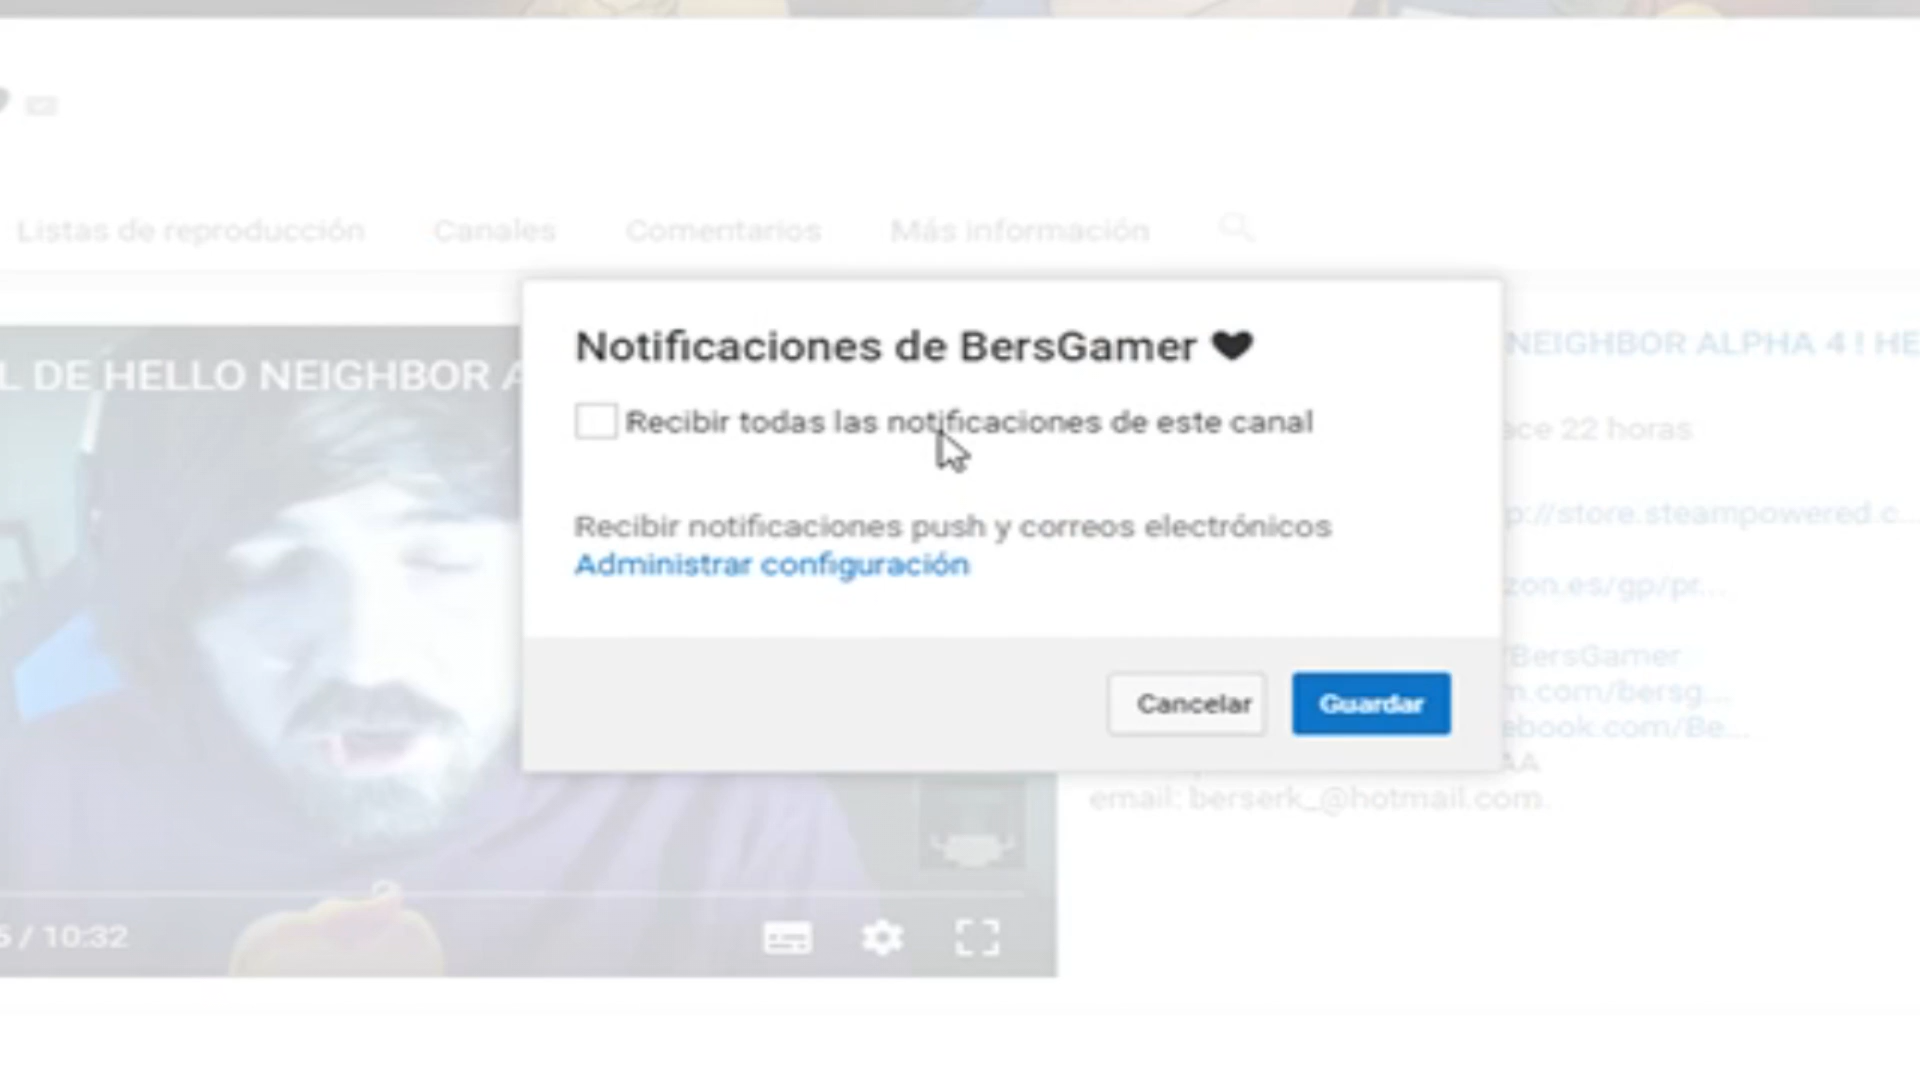 Listas de reproducción Canales Comentarios Más información
L DE HELLO NEIGHBOR A
Notificaciones de BersGamer ♥
Recibir todas las notificaciones de este canal
Recibir notificaciones push y correos electrónicos
Administrar configuración
Cancelar Guardar
NEIGHBOR ALPHA 4 ! HE
ace 22 horas
p://store.steampowered.c...
zon.es/gp/pr...
/BersGamer
m.com/bersg...
ebook.com/Be...
AA
email: berserk_@hotmail.com.
5 / 10:32